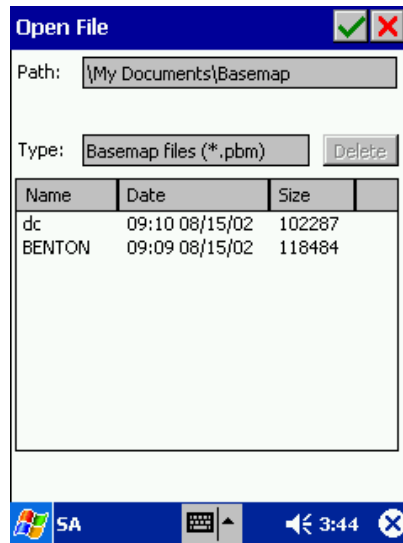 Open File
Path: \My Documents\Basemap
Type: Basemap files (*.pbm) Delete
Name Date Size
dc 09:10 08/15/02 102287
BENTON 09:09 08/15/02 118484
SA 3:44